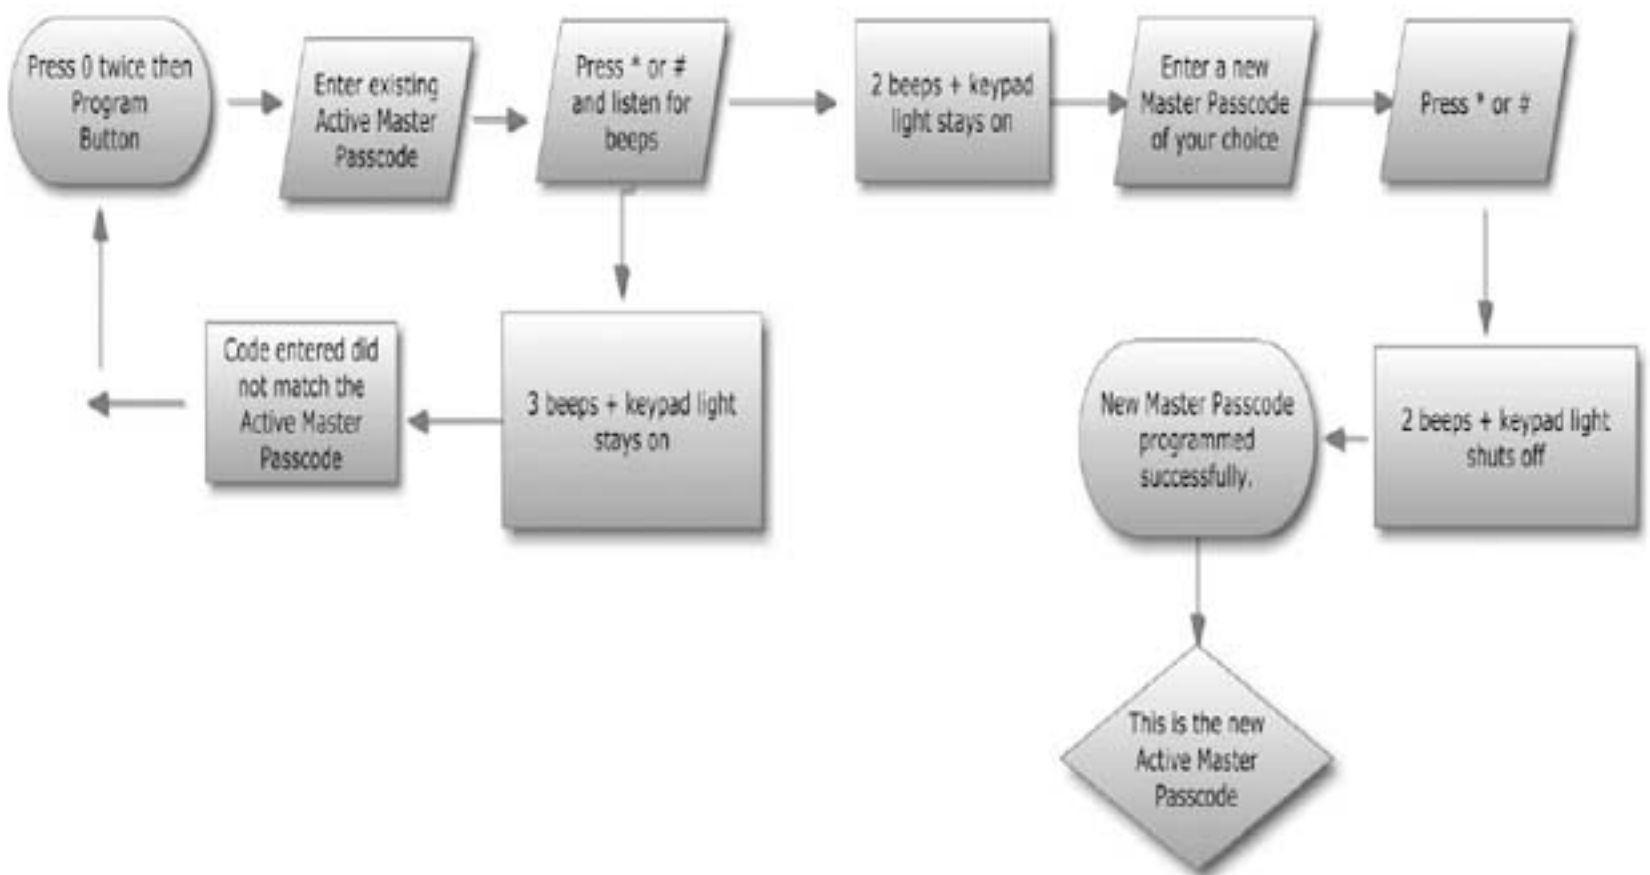 Press 0 twice then
Program
Button
Enter existing
Active Master
Passcode
Press * or #
and listen for
beeps
2 beeps + keypad
light stays on
Enter a new
Master Passcode
of your choice
Press * or #
Code entered did
not match the
Active Master
Passcode
3 beeps + keypad light
stays on
New Master Passcode
programmed
successfully.
2 beeps + keypad light
shuts off
This is the new
Active Master
Passcode